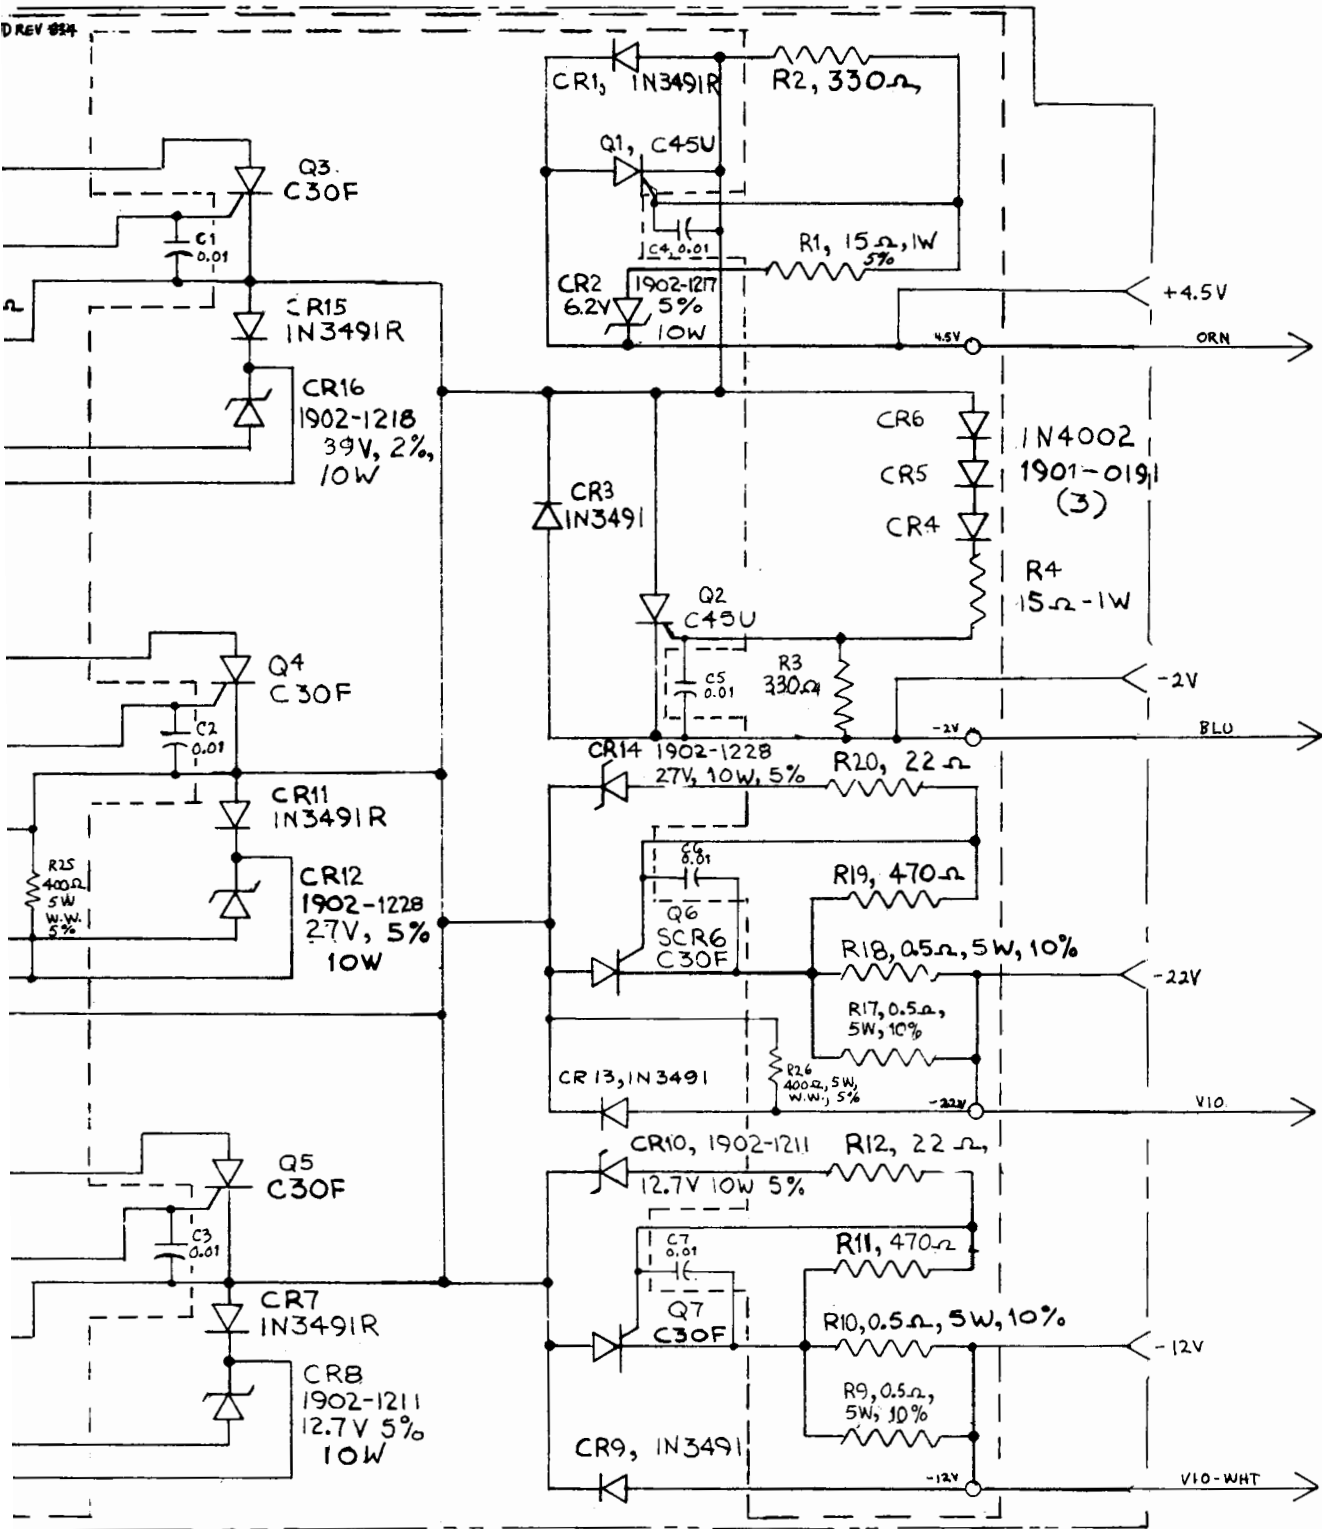 D REV 834
CR1, 1N3491R
R2, 330Ω,
Q1, C45U
Q3.
C30F
C1
0.01
C4, 0.01
R1, 15Ω, 1W
5%
CR2 1902-1217
6.2V 5%
10W
+4.5V
Ω
CR15
1N3491R
4.5V
ORN
CR16
1902-1218
39V, 2%,
10W
CR6
CR5
CR4
1N4002
1901-0191
(3)
CR3
1N3491
R4
15Ω-1W
Q2
C45U
R3
330Ω
C5
0.01
-2V
Q4
C30F
C2
0.01
-2V
BLU
CR14 1902-1228
27V, 10W, 5%
R20, 22Ω
CR11
1N3491R
C6
0.01
R19, 470Ω
R25
400Ω
5W
W.W.
5%
CR12
1902-1228
27V, 5%
10W
Q6
SCR6
C30F
R18, 0.5Ω, 5W, 10%
-22V
R17, 0.5Ω,
5W, 10%
CR13, 1N3491
R26
400Ω, 5W,
W.W., 5%
-22V
VIO.
CR10, 1902-1211
12.7V 10W 5%
R12, 22Ω,
Q5
C30F
C3
0.01
C7
0.01
R11, 470Ω
CR7
1N3491R
Q7
C30F
R10, 0.5Ω, 5W, 10%
-12V
CR8
1902-1211
12.7V 5%
10W
R9, 0.5Ω,
5W, 10%
CR9, 1N3491
-12V
VIO-WHT